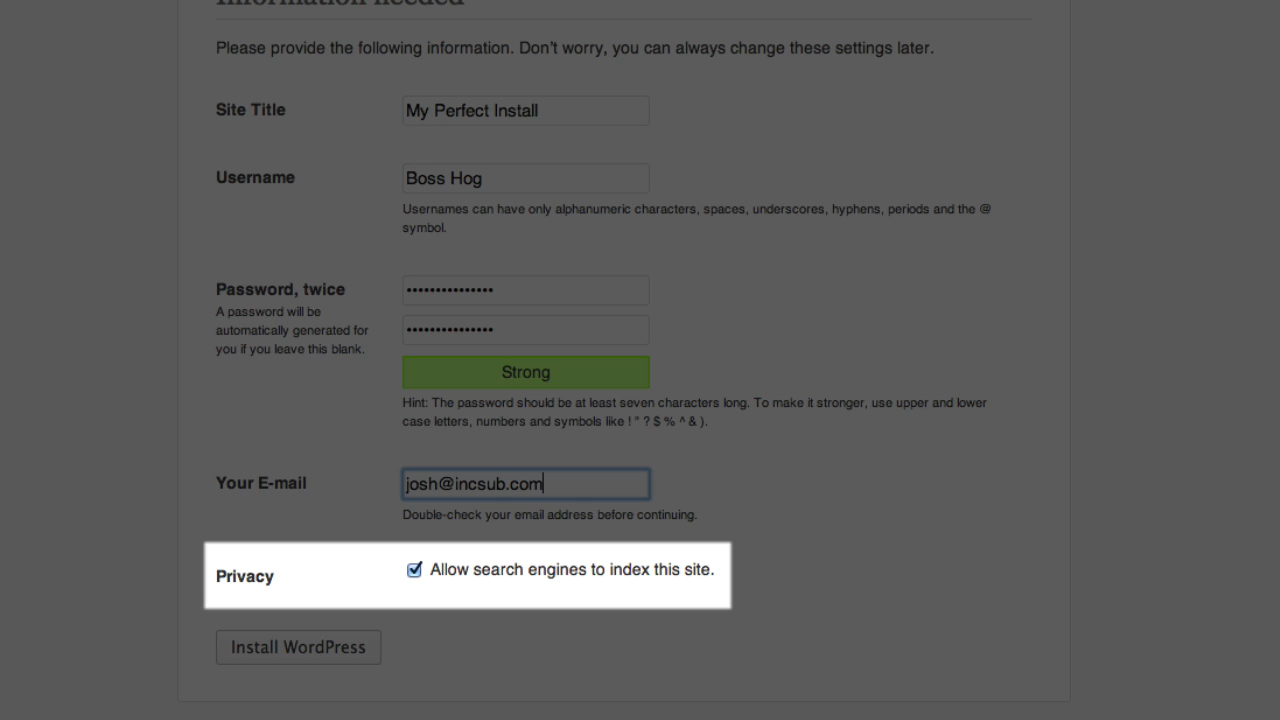 Information needed
Please provide the following information. Don't worry, you can always change these settings later.
Site Title
My Perfect Install
Username
Boss Hog
Usernames can have only alphanumeric characters, spaces, underscores, hyphens, periods and the @
symbol.
Password, twice
A password will be
automatically generated for
you if you leave this blank.
•••••••••••••••
•••••••••••••••
Strong
Hint: The password should be at least seven characters long. To make it stronger, use upper and lower
case letters, numbers and symbols like ! " ? $ % ^ & ).
Your E-mail
josh@incsub.com
Double-check your email address before continuing.
Privacy
Allow search engines to index this site.
Install WordPress